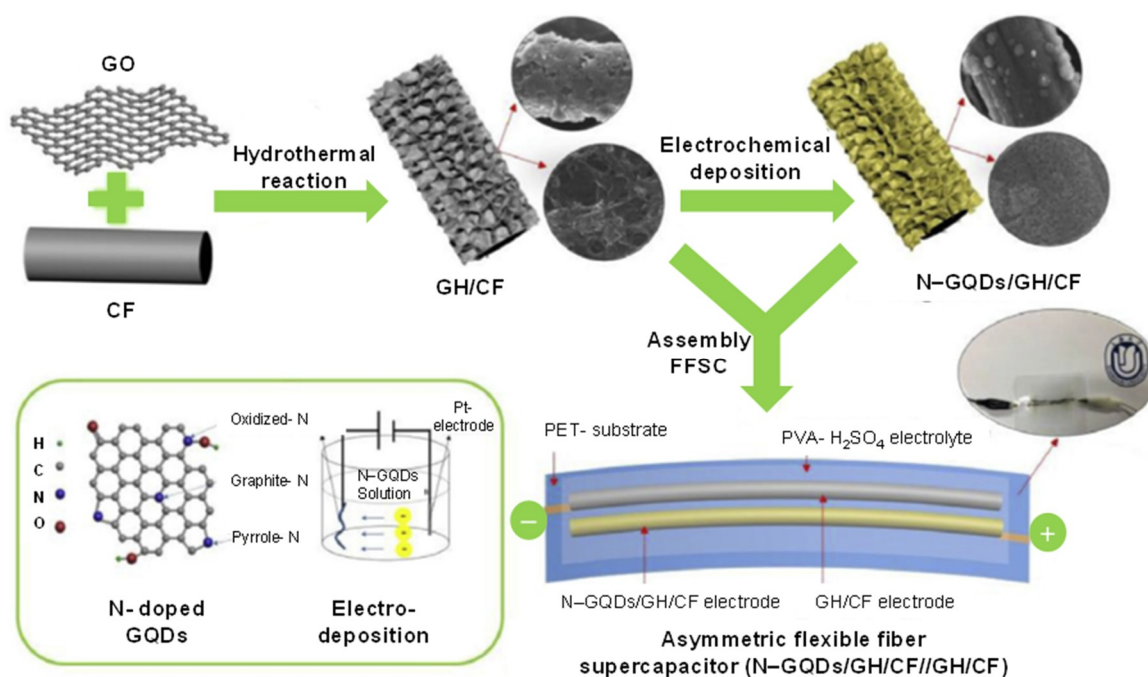 GO
Hydrothermal
reaction
CF
GH/CF
Electrochemical
deposition
N–GQDs/GH/CF
Assembly
FFSC
H
C
N
O
Oxidized- N
Graphite- N
Pyrrole- N
N- doped
GQDs
Pt-
electrode
N–GQDs
Solution
Electro-
deposition
PET- substrate
PVA- H₂SO₄ electrolyte
−
+
N–GQDs/GH/CF electrode
GH/CF electrode
Asymmetric flexible fiber
supercapacitor (N–GQDs/GH/CF//GH/CF)